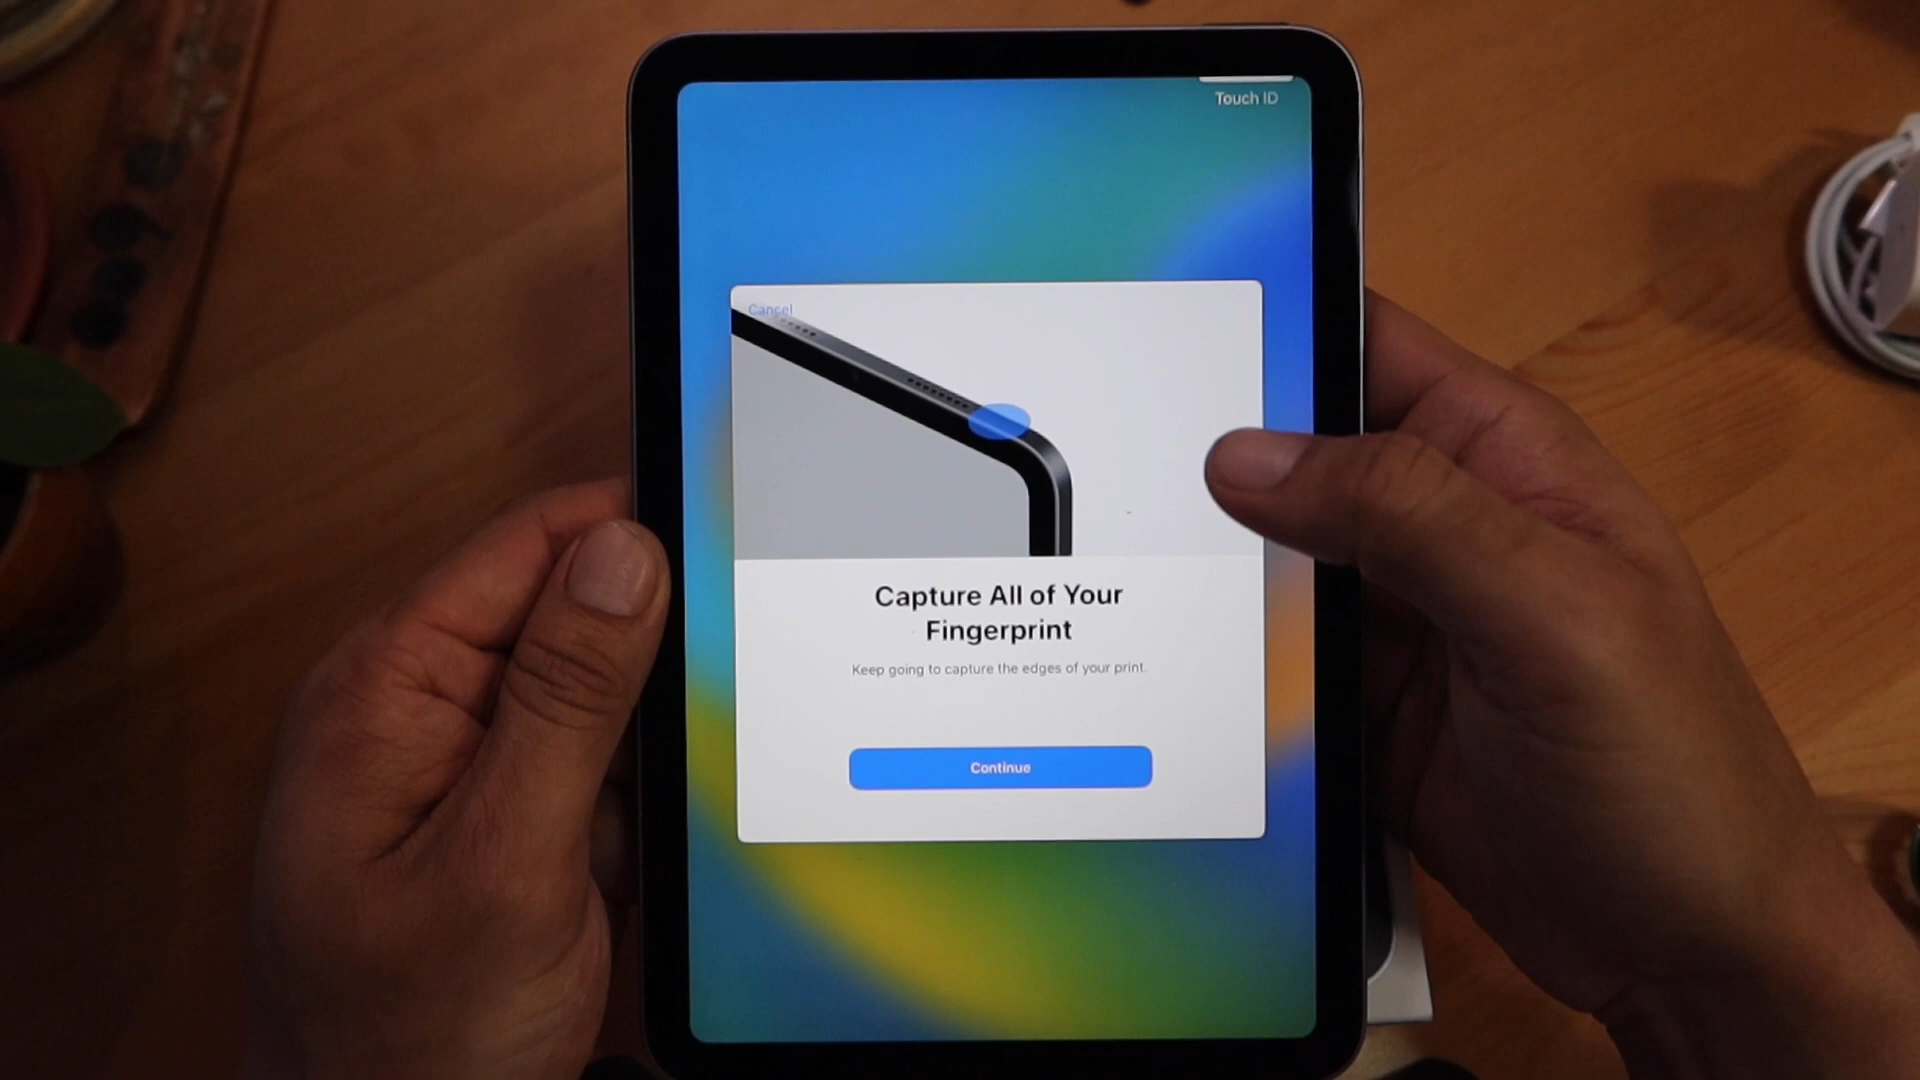 Touch ID
Cancel
Capture All of Your
Fingerprint
Keep going to capture the edges of your print.
Continue